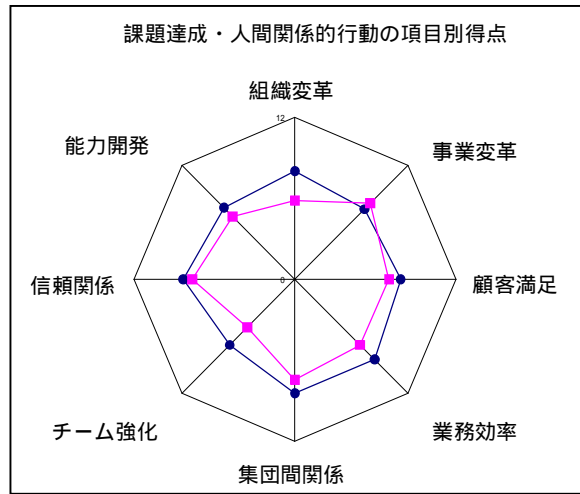 課題達成・人間関係的行動の項目別得点
組織変革
12
能力開発
事業変革
0
信頼関係
顧客満足
チーム強化
業務効率
集団間関係